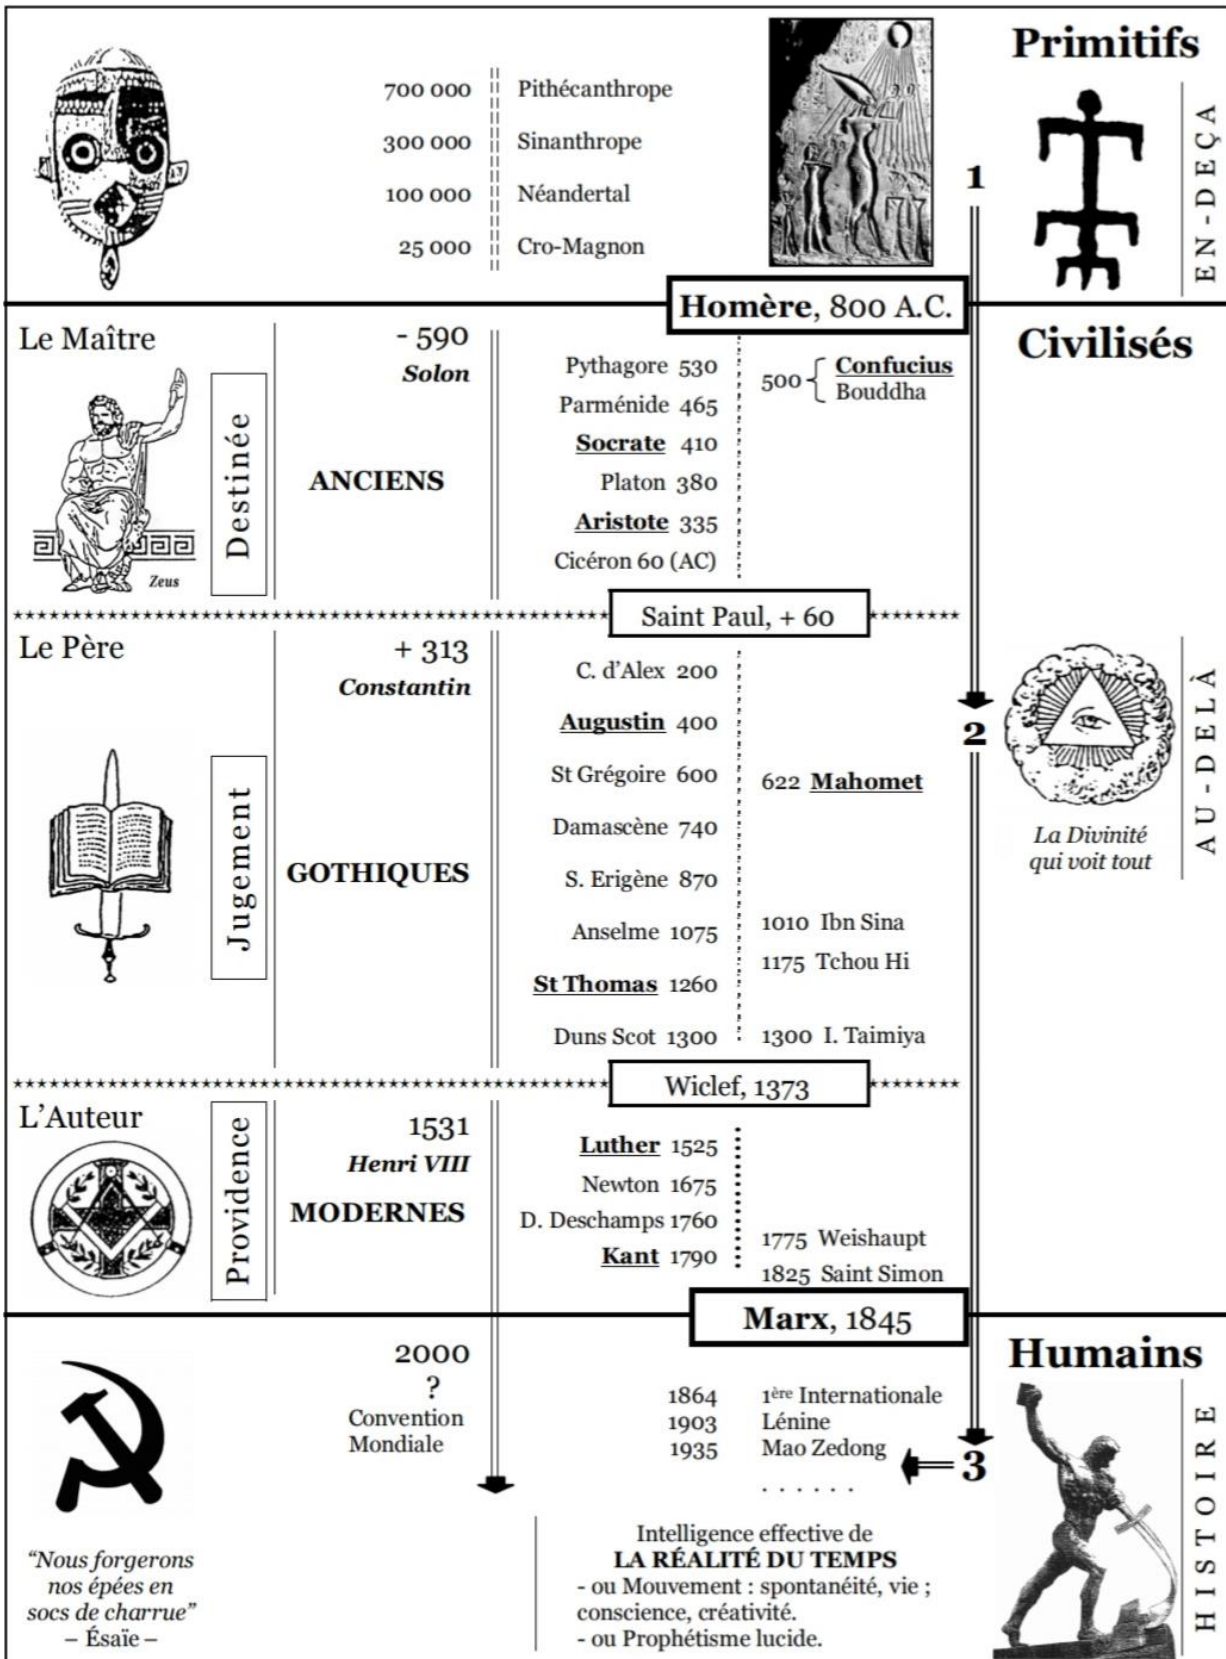 Primitifs
EN-DEÇA
700 000 Pithécanthrope
300 000 Sinanthrope
100 000 Néandertal
25 000 Cro-Magnon
1
Homère, 800 A.C.
Civilisés
Le Maître
Zeus
Destinée
- 590
Solon
ANCIENS
Pythagore 530
Parménide 465
Socrate 410
Platon 380
Aristote 335
Cicéron 60 (AC)
500 { Confucius
Bouddha
Saint Paul, + 60
Le Père
Jugement
+ 313
Constantin
GOTHIQUES
C. d'Alex 200
Augustin 400
St Grégoire 600
Damascène 740
S. Erigène 870
Anselme 1075
St Thomas 1260
Duns Scot 1300
622 Mahomet
1010 Ibn Sina
1175 Tchou Hi
1300 I. Taimiya
2
La Divinité
qui voit tout
AU-DELÀ
Wiclef, 1373
L'Auteur
Providence
1531
Henri VIII
MODERNES
Luther 1525
Newton 1675
D. Deschamps 1760
Kant 1790
1775 Weishaupt
1825 Saint Simon
Marx, 1845
Humains
HISTOIRE
2000
?
Convention
Mondiale
1864 1ère Internationale
1903 Lénine
1935 Mao Zedong
. . . . . .
3
"Nous forgerons
nos épées en
socs de charrue"
– Ésaïe –
Intelligence effective de
LA RÉALITÉ DU TEMPS
- ou Mouvement : spontanéité, vie ;
conscience, créativité.
- ou Prophétisme lucide.